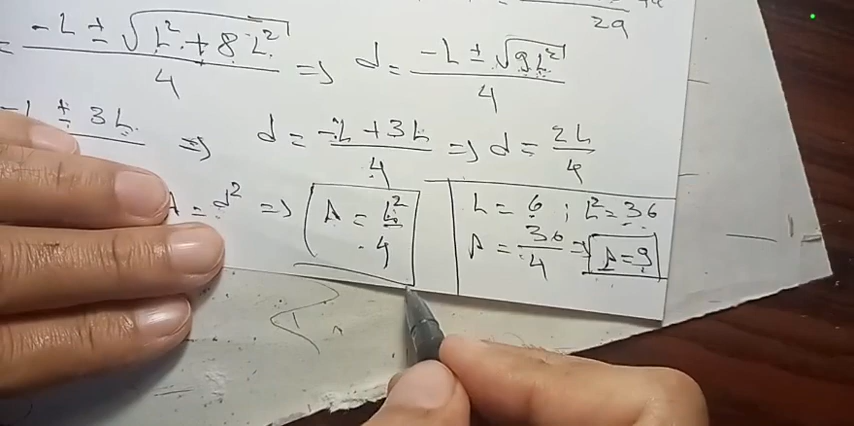 2a
= (-L ± √(L² + 8L²))/4 => d = (-L ± √(9L²))/4
-L ± 3L => d = (-L + 3L)/4 => d = 2L/4
A = d² => A = L²/4
L = 6 ; L² = 36
A = 36/4 => A = 9